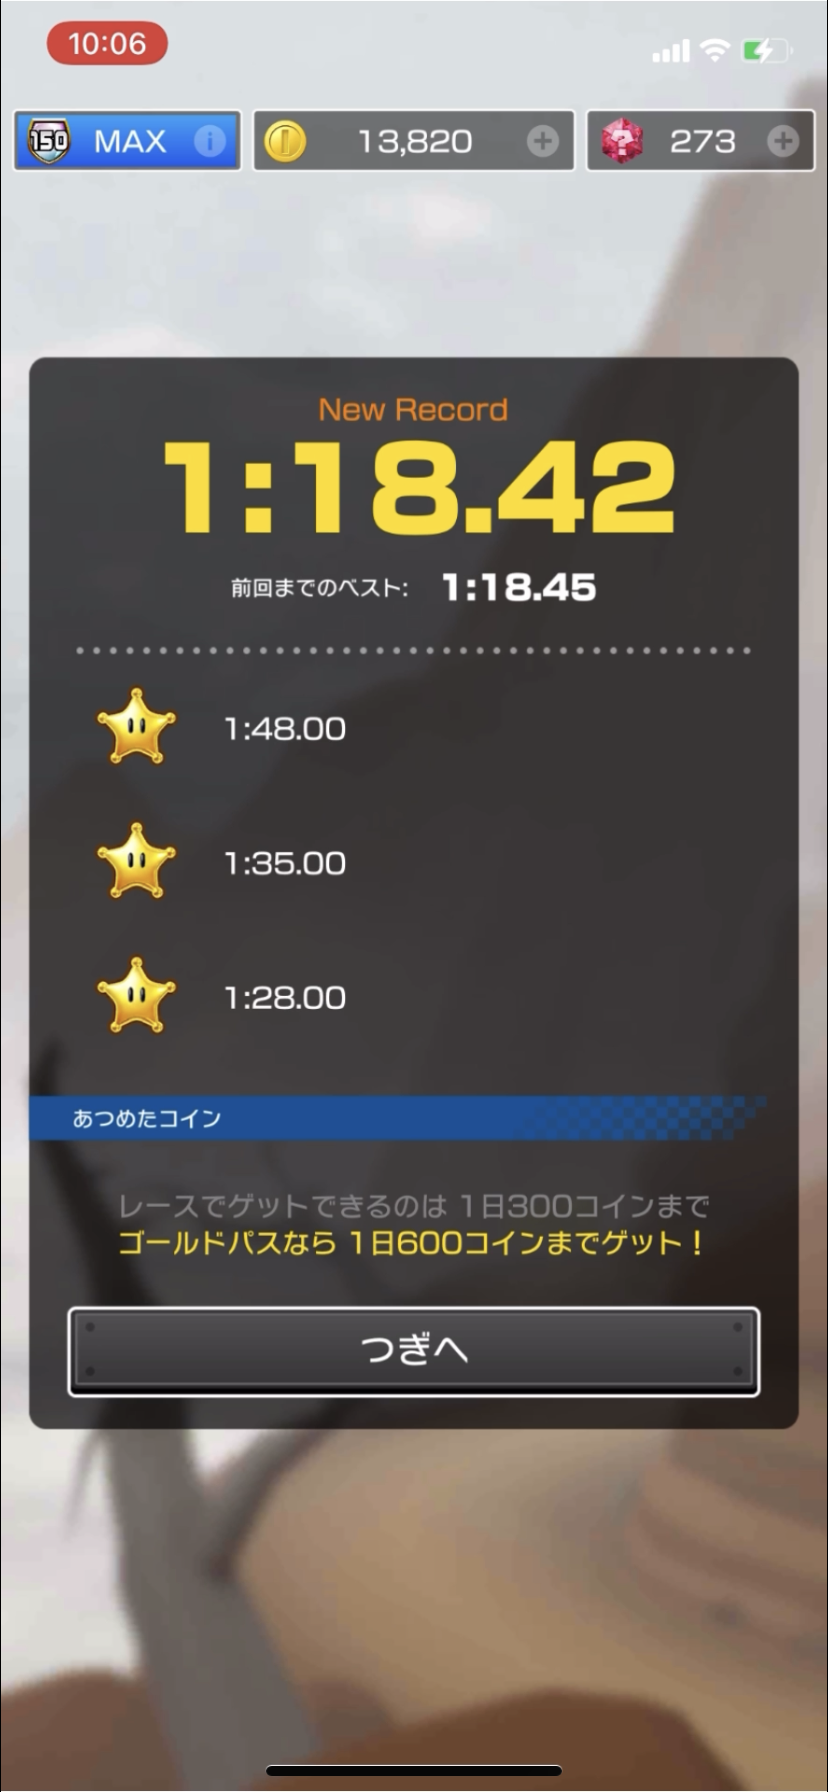 10:06
150 MAX i 13,820 + ? 273 +
New Record
1:18.42
前回までのベスト: 1:18.45
1:48.00
1:35.00
1:28.00
あつめたコイン
レースでゲットできるのは 1日300コインまで
ゴールドパスなら 1日600コインまでゲット！
つぎへ